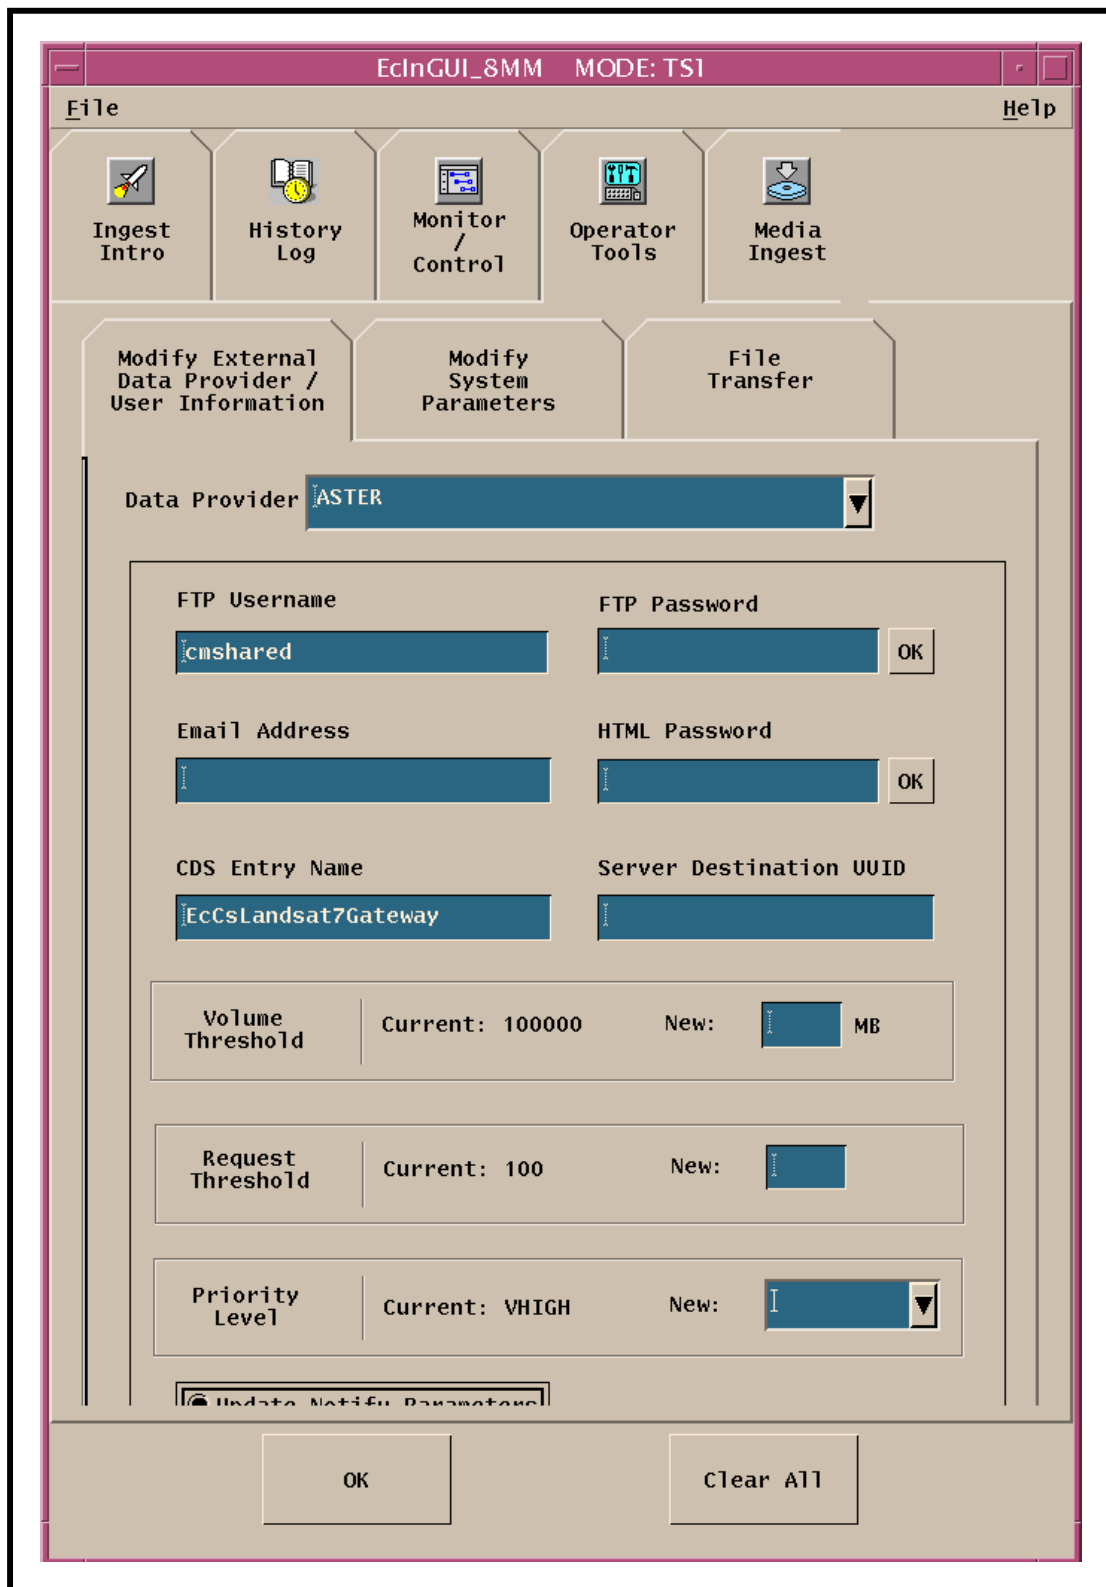 EcInGUI_8MM MODE: TS1
File Help
Ingest
Intro
History
Log
Monitor
/
Control
Operator
Tools
Media
Ingest
Modify External
Data Provider /
User Information
Modify
System
Parameters
File
Transfer
Data Provider ASTER
FTP Username
cmshared
FTP Password
OK
Email Address
HTML Password
OK
CDS Entry Name
EcCsLandsat7Gateway
Server Destination UUID
Volume
Threshold
Current: 100000 New: MB
Request
Threshold
Current: 100 New:
Priority
Level
Current: VHIGH New:
Update Notify Parameters
OK Clear All